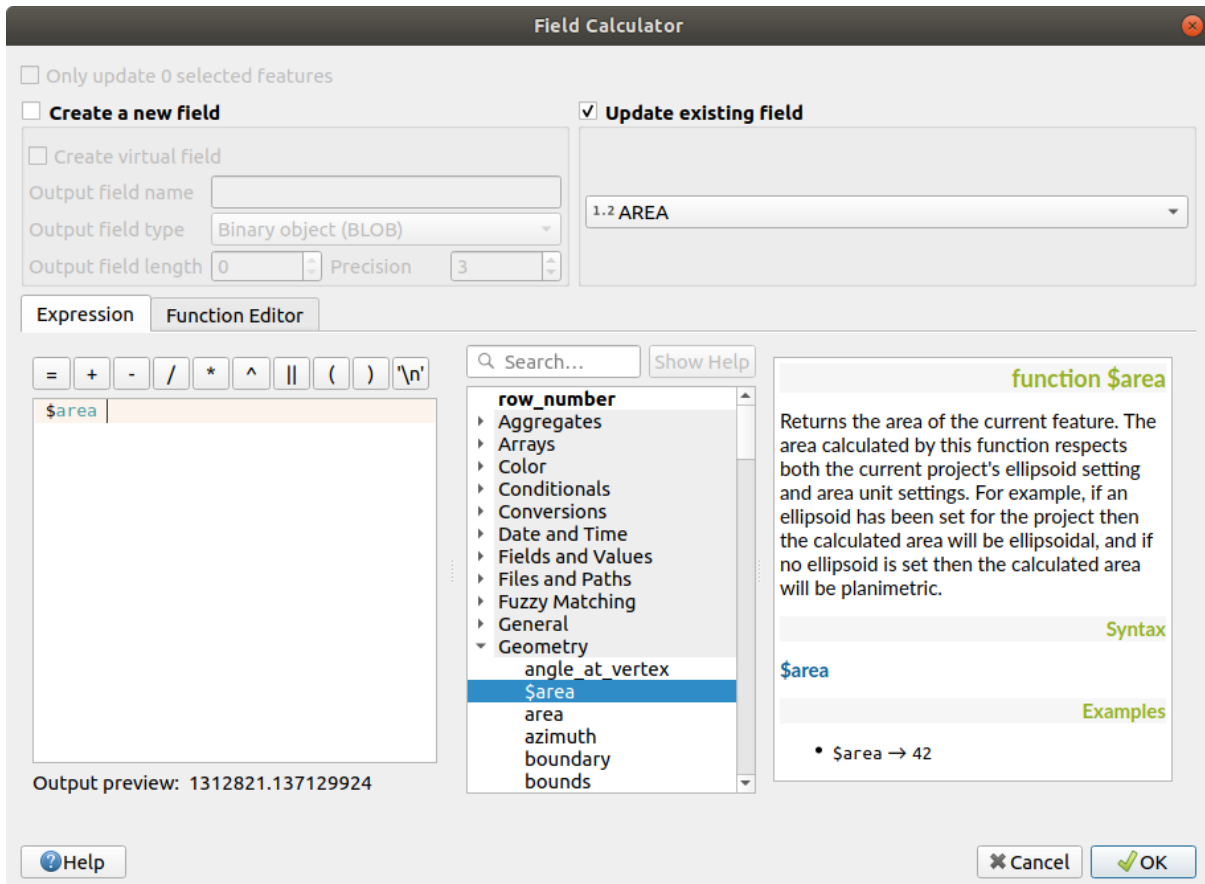 Field Calculator
Only update 0 selected features
Create a new field
Create virtual field
Output field name
Output field type Binary object (BLOB)
Output field length 0 Precision 3
Update existing field
1.2 AREA
Expression Function Editor
= + - / * ^ || ( ) '\n'
$area
Output preview: 1312821.137129924
Search... Show Help
row_number
Aggregates
Arrays
Color
Conditionals
Conversions
Date and Time
Fields and Values
Files and Paths
Fuzzy Matching
General
Geometry
angle_at_vertex
$area
area
azimuth
boundary
bounds
function $area
Returns the area of the current feature. The
area calculated by this function respects
both the current project's ellipsoid setting
and area unit settings. For example, if an
ellipsoid has been set for the project then
the calculated area will be ellipsoidal, and if
no ellipsoid is set then the calculated area
will be planimetric.
Syntax
$area
Examples
• $area → 42
Help
Cancel
OK